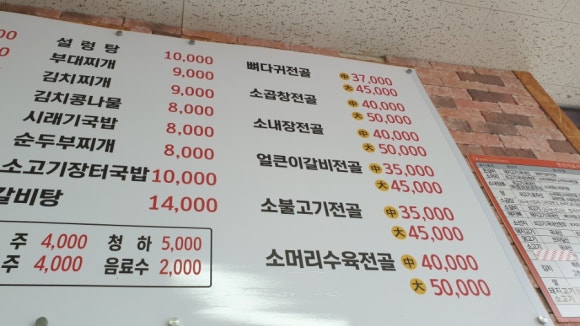 설렁탕 10,000
부대찌개 9,000
김치찌개 9,000
김치콩나물 8,000
시래기국밥 8,000
순두부찌개 8,000
소고기장터국밥 10,000
갈비탕 14,000
주 4,000 청하 5,000
주 4,000 음료수 2,000
뼈다귀전골 中 37,000
大 45,000
소곱창전골 中 40,000
大 50,000
소내장전골 中 40,000
大 50,000
얼큰이갈비전골 中 35,000
大 45,000
소불고기전골 中 35,000
大 45,000
소머리수육전골 中 40,000
大 50,000